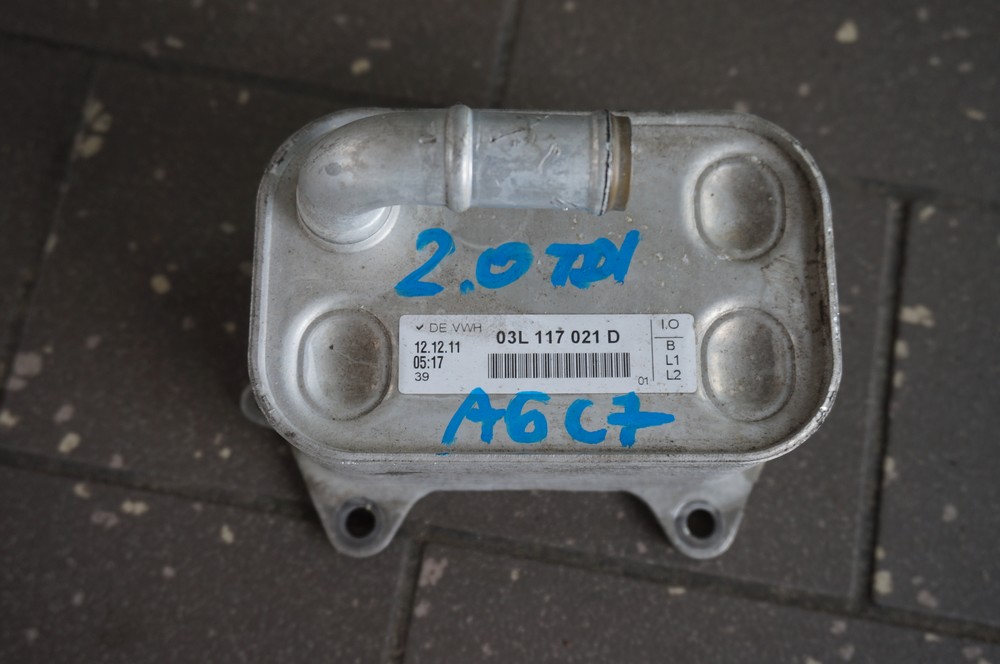 2.0 TDI
✓ DE VWH 03L 117 021 D I.O
12.12.11 B
05:17 L1
39 01 L2
A6 C7